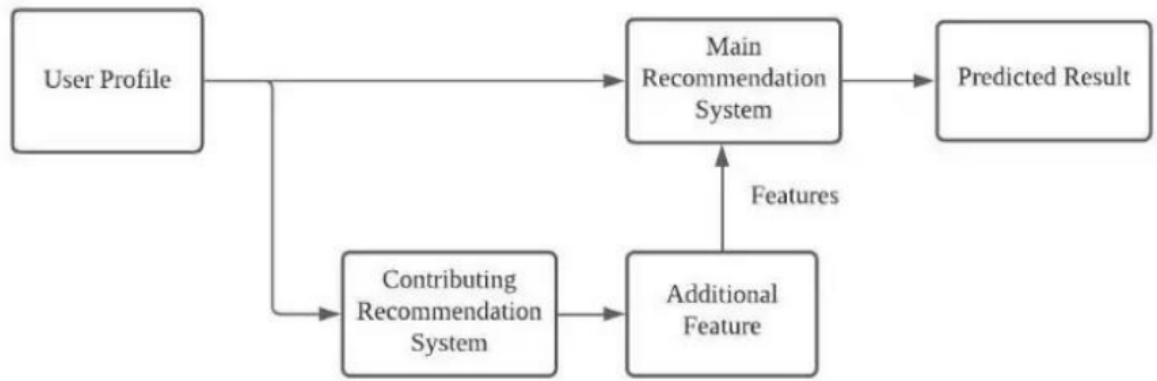 User Profile
Main
Recommendation
System
Predicted Result
Features
Contributing
Recommendation
System
Additional
Feature